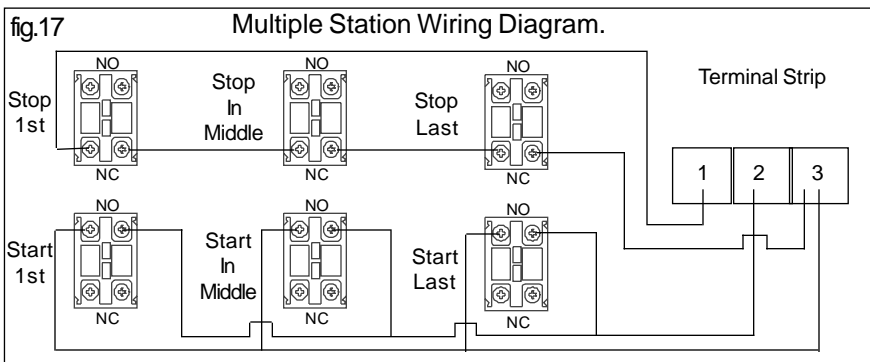 fig.17
Multiple Station Wiring Diagram.
NO
NO
NO
Stop
1st
Stop
In
Middle
Stop
Last
Terminal Strip
1
2
3
NC
NC
NC
NO
NO
NO
Start
1st
Start
In
Middle
Start
Last
NC
NC
NC